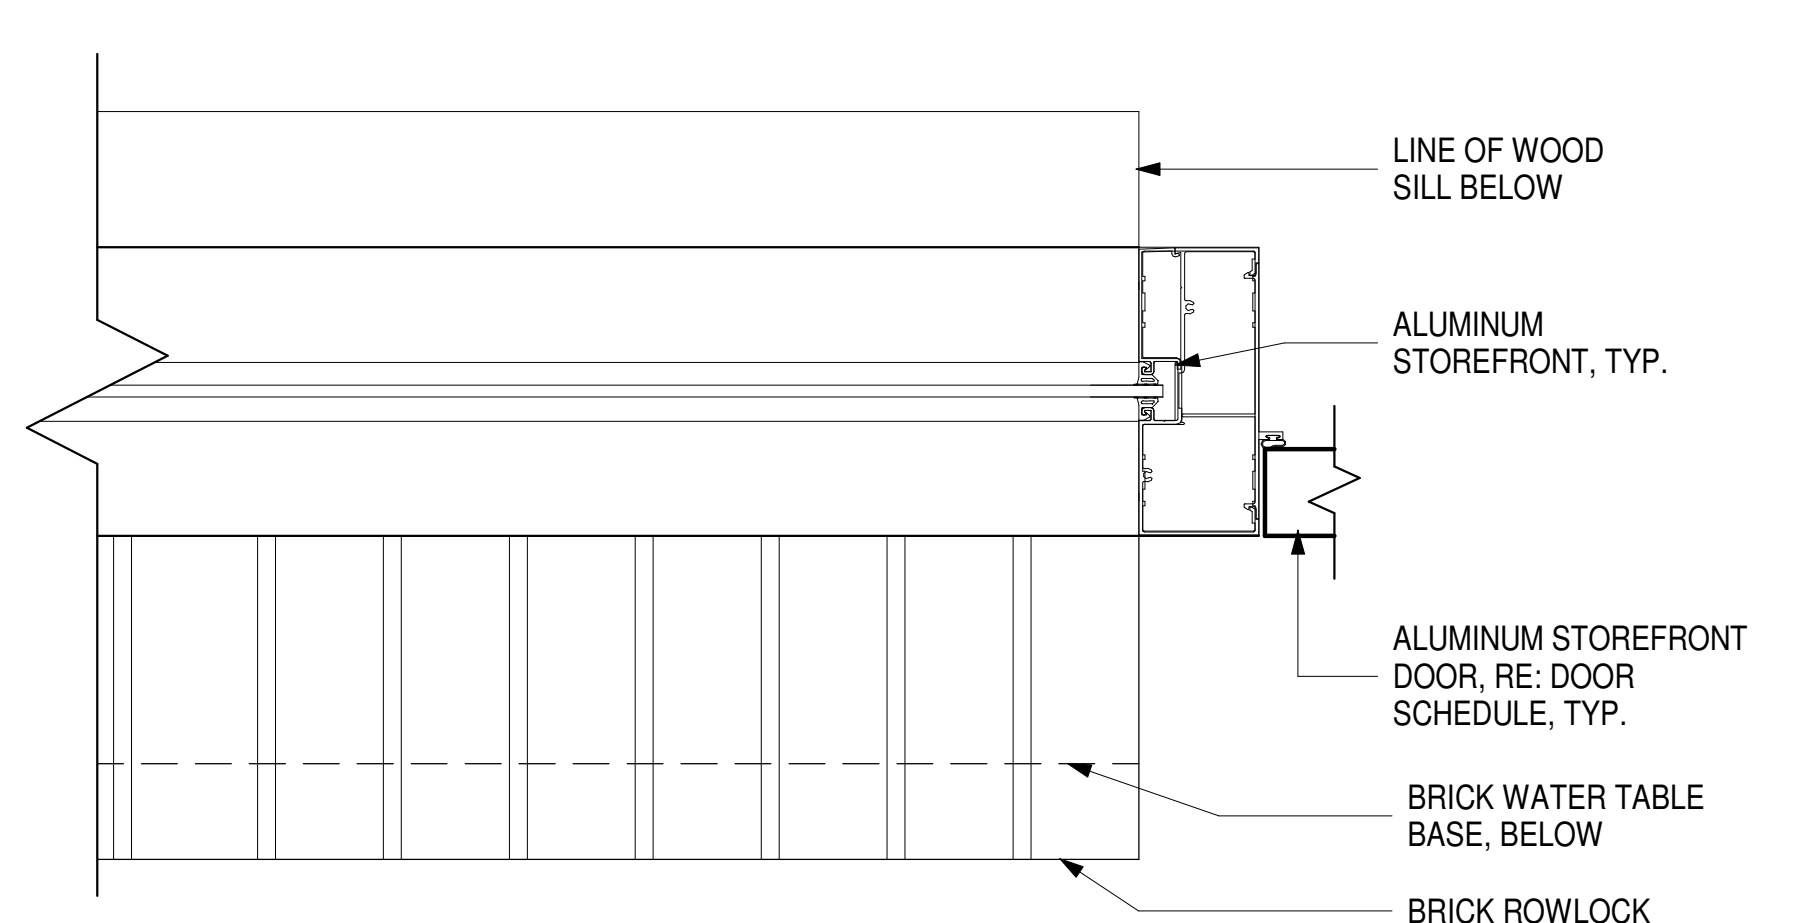 LINE OF WOOD
SILL BELOW
ALUMINUM
STOREFRONT, TYP.
ALUMINUM STOREFRONT
DOOR, RE: DOOR
SCHEDULE, TYP.
BRICK WATER TABLE
BASE, BELOW
BRICK ROWLOCK